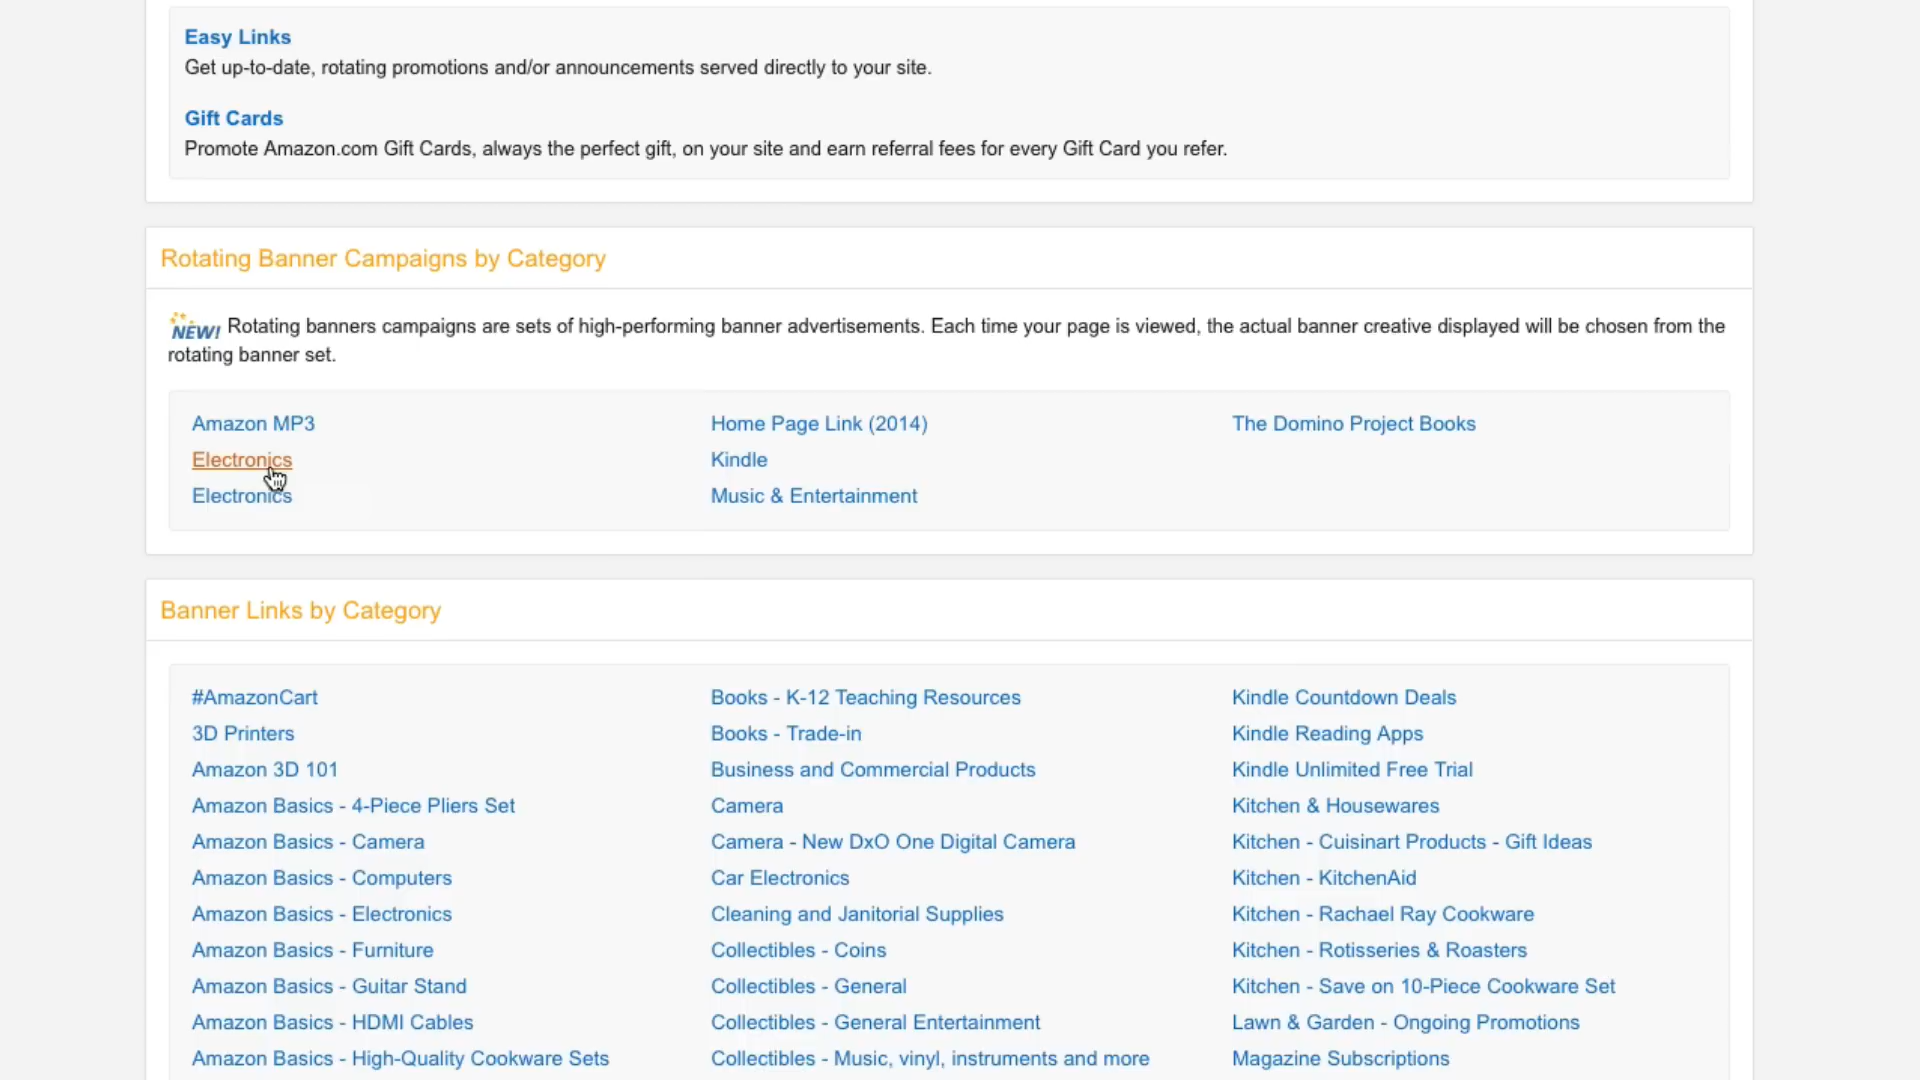 Easy Links
Get up-to-date, rotating promotions and/or announcements served directly to your site.
Gift Cards
Promote Amazon.com Gift Cards, always the perfect gift, on your site and earn referral fees for every Gift Card you refer.
Rotating Banner Campaigns by Category
NEW! Rotating banners campaigns are sets of high-performing banner advertisements. Each time your page is viewed, the actual banner creative displayed will be chosen from the
rotating banner set.
Amazon MP3
Electronics
Electronics
Home Page Link (2014)
Kindle
Music & Entertainment
The Domino Project Books
Banner Links by Category
#AmazonCart
3D Printers
Amazon 3D 101
Amazon Basics - 4-Piece Pliers Set
Amazon Basics - Camera
Amazon Basics - Computers
Amazon Basics - Electronics
Amazon Basics - Furniture
Amazon Basics - Guitar Stand
Amazon Basics - HDMI Cables
Amazon Basics - High-Quality Cookware Sets
Books - K-12 Teaching Resources
Books - Trade-in
Business and Commercial Products
Camera
Camera - New DxO One Digital Camera
Car Electronics
Cleaning and Janitorial Supplies
Collectibles - Coins
Collectibles - General
Collectibles - General Entertainment
Collectibles - Music, vinyl, instruments and more
Kindle Countdown Deals
Kindle Reading Apps
Kindle Unlimited Free Trial
Kitchen & Housewares
Kitchen - Cuisinart Products - Gift Ideas
Kitchen - KitchenAid
Kitchen - Rachael Ray Cookware
Kitchen - Rotisseries & Roasters
Kitchen - Save on 10-Piece Cookware Set
Lawn & Garden - Ongoing Promotions
Magazine Subscriptions